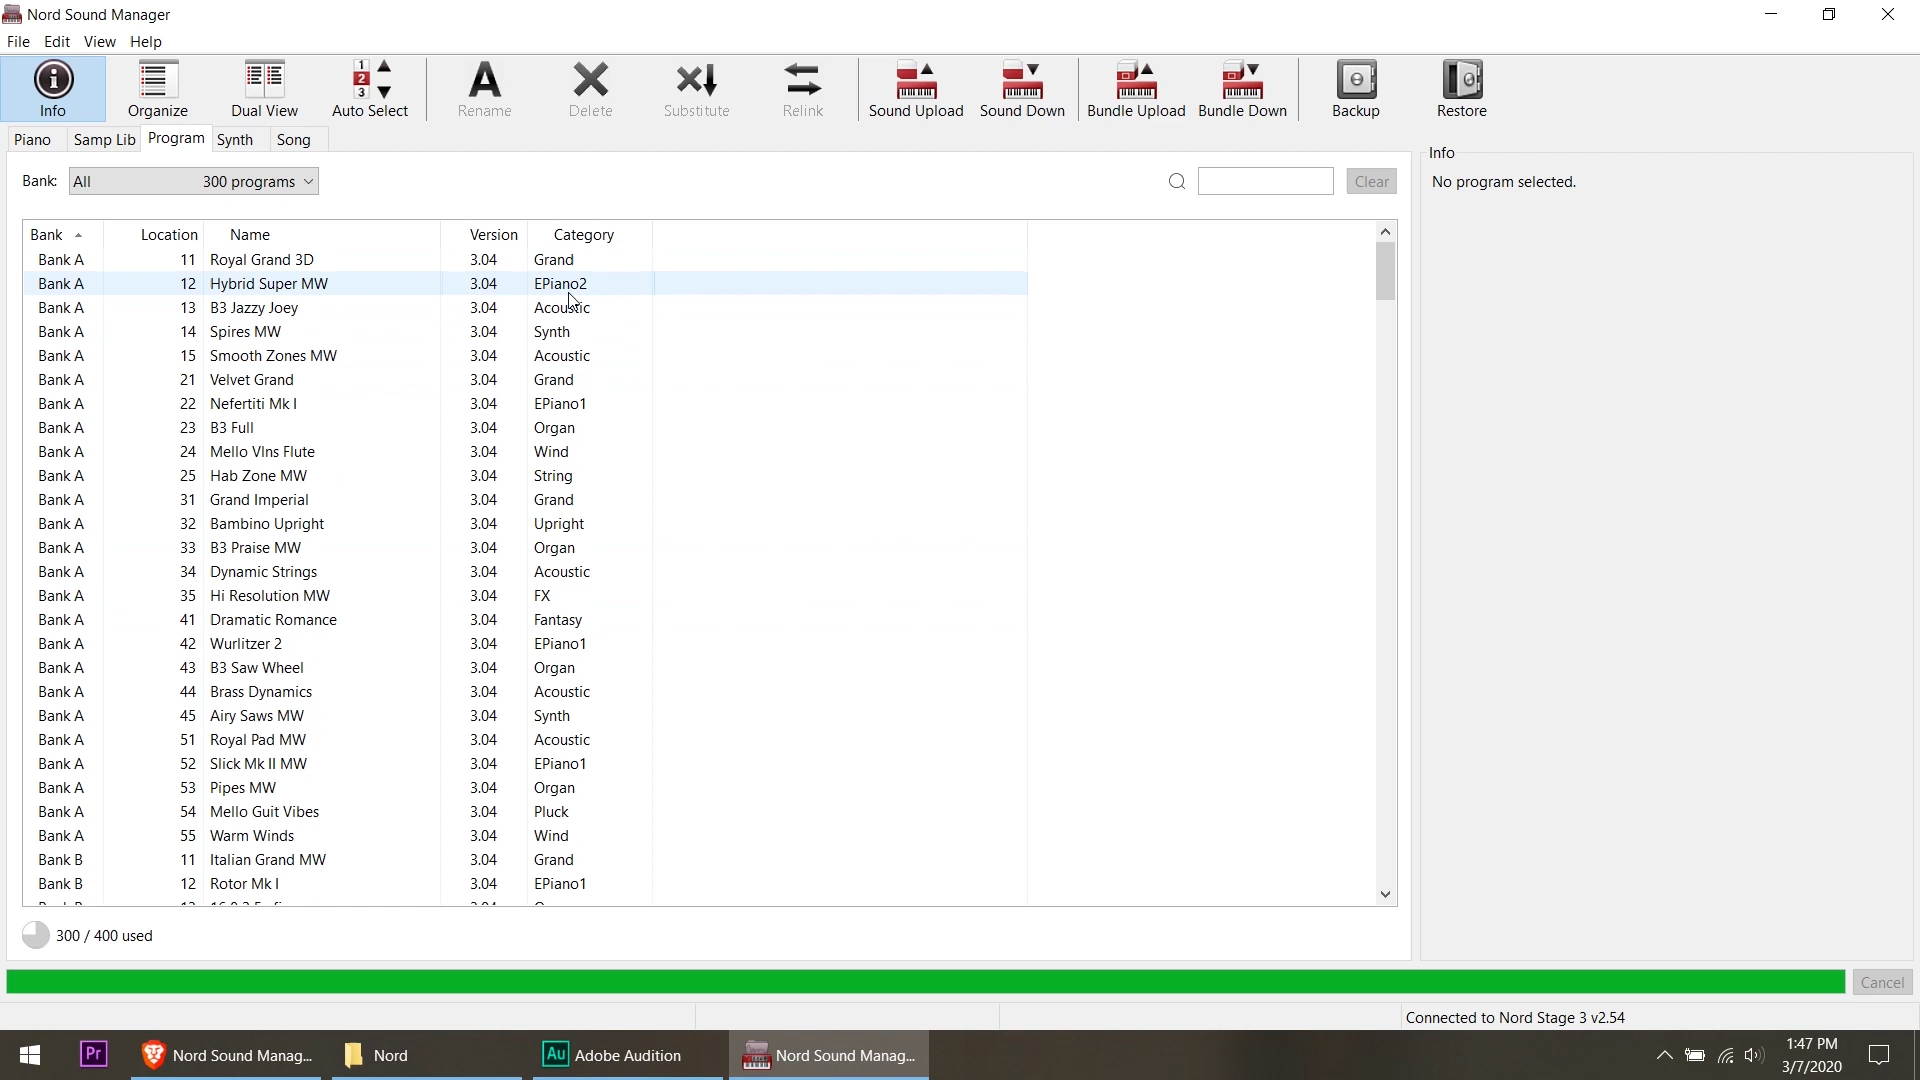 Nord Sound Manager
File Edit View Help
Info Organize Dual View Auto Select Rename Delete Substitute Relink Sound Upload Sound Down Bundle Upload Bundle Down Backup Restore
Piano Samp Lib Program Synth Song
Bank: All 300 programs Clear
Info
No program selected.
Bank Location Name Version Category
Bank A 11 Royal Grand 3D 3.04 Grand
Bank A 12 Hybrid Super MW 3.04 EPiano2
Bank A 13 B3 Jazzy Joey 3.04 Acoustic
Bank A 14 Spires MW 3.04 Synth
Bank A 15 Smooth Zones MW 3.04 Acoustic
Bank A 21 Velvet Grand 3.04 Grand
Bank A 22 Nefertiti Mk I 3.04 EPiano1
Bank A 23 B3 Full 3.04 Organ
Bank A 24 Mello Vlns Flute 3.04 Wind
Bank A 25 Hab Zone MW 3.04 String
Bank A 31 Grand Imperial 3.04 Grand
Bank A 32 Bambino Upright 3.04 Upright
Bank A 33 B3 Praise MW 3.04 Organ
Bank A 34 Dynamic Strings 3.04 Acoustic
Bank A 35 Hi Resolution MW 3.04 FX
Bank A 41 Dramatic Romance 3.04 Fantasy
Bank A 42 Wurlitzer 2 3.04 EPiano1
Bank A 43 B3 Saw Wheel 3.04 Organ
Bank A 44 Brass Dynamics 3.04 Acoustic
Bank A 45 Airy Saws MW 3.04 Synth
Bank A 51 Royal Pad MW 3.04 Acoustic
Bank A 52 Slick Mk II MW 3.04 EPiano1
Bank A 53 Pipes MW 3.04 Organ
Bank A 54 Mello Guit Vibes 3.04 Pluck
Bank A 55 Warm Winds 3.04 Wind
Bank B 11 Italian Grand MW 3.04 Grand
Bank B 12 Rotor Mk I 3.04 EPiano1
300 / 400 used
Cancel
Connected to Nord Stage 3 v2.54
Pr Nord Sound Manag... Nord Au Adobe Audition Nord Sound Manag... 1:47 PM
3/7/2020